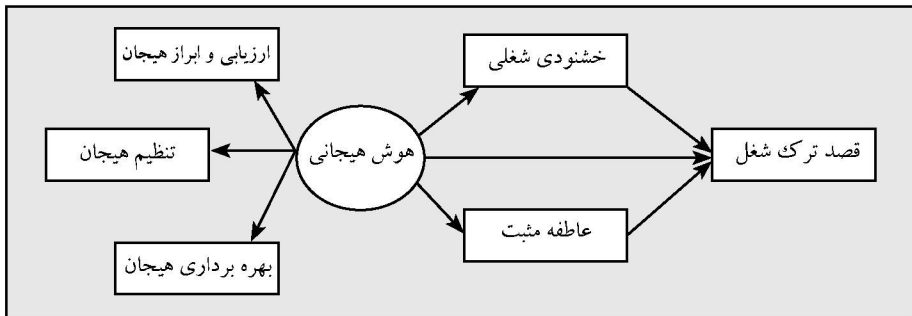 ارزیابی و ابراز هیجان
خشنودی شغلی
تنظیم هیجان
هوش هیجانی
قصد ترک شغل
عاطفه مثبت
بهره برداری هیجان